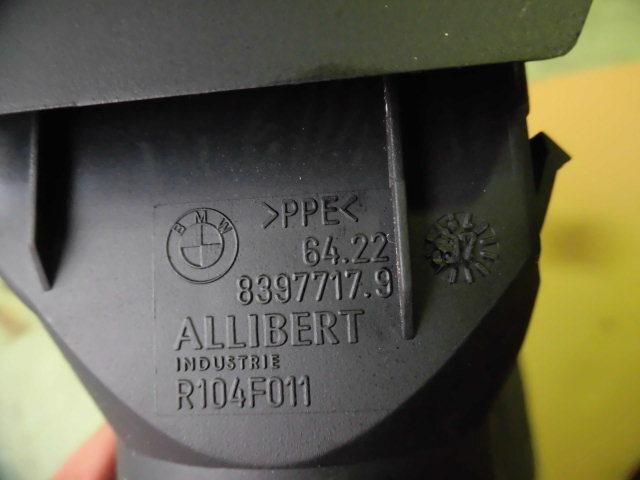 BMW
>PPE<
64.22
8397717.9
ALLIBERT
INDUSTRIE
R104F011